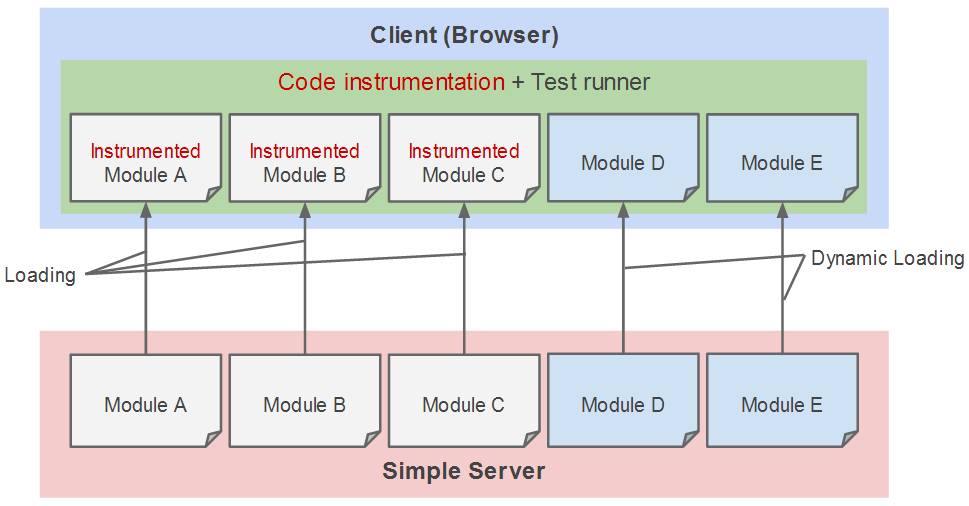 Client (Browser)
Code instrumentation + Test runner
Instrumented
Module A
Instrumented
Module B
Instrumented
Module C
Module D
Module E
Loading
Dynamic Loading
Module A
Module B
Module C
Module D
Module E
Simple Server